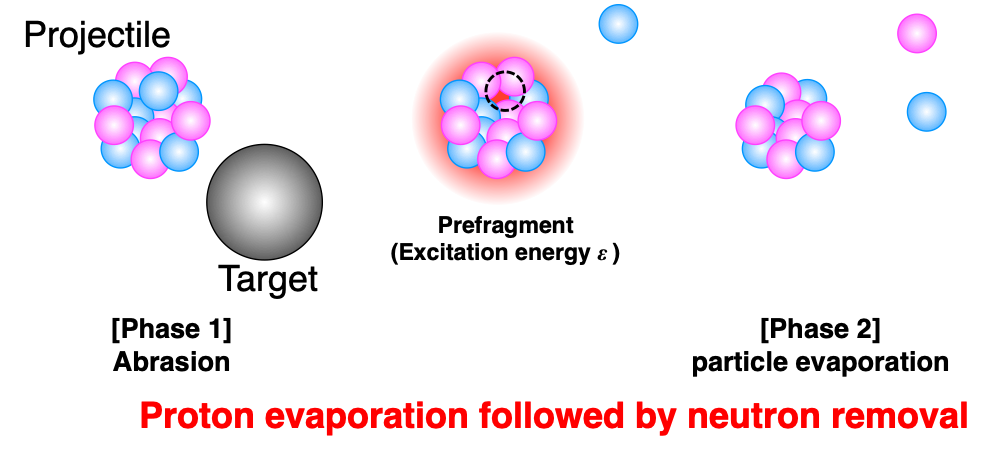 Projectile
Target
Prefragment
(Excitation energy ε )
[Phase 1]
Abrasion
[Phase 2]
particle evaporation
Proton evaporation followed by neutron removal